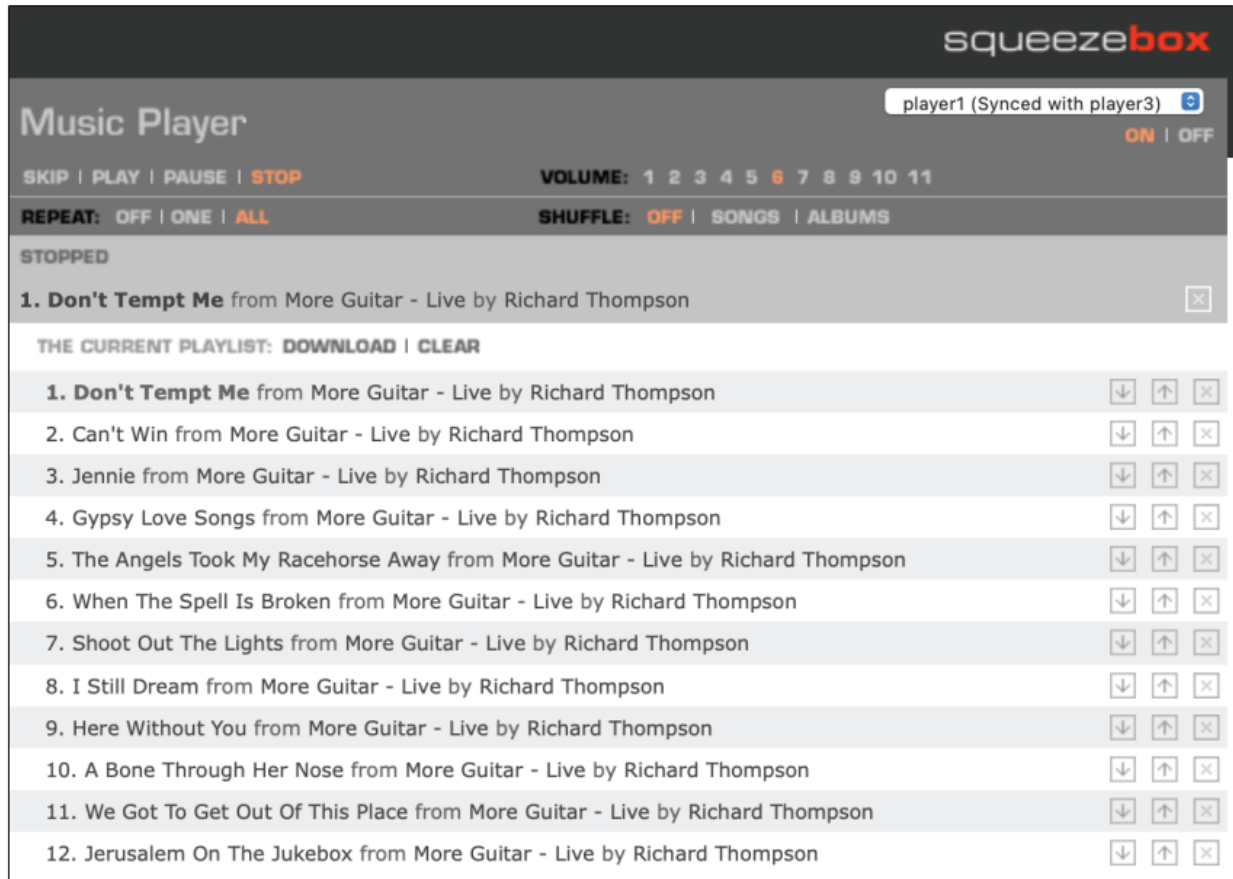 squeezebox
player1 (Synced with player3)
Music Player
ON | OFF
SKIP | PLAY | PAUSE | STOP VOLUME: 1 2 3 4 5 6 7 8 9 10 11
REPEAT: OFF | ONE | ALL SHUFFLE: OFF | SONGS | ALBUMS
STOPPED
1. Don't Tempt Me from More Guitar - Live by Richard Thompson
THE CURRENT PLAYLIST: DOWNLOAD | CLEAR
1. Don't Tempt Me from More Guitar - Live by Richard Thompson
2. Can't Win from More Guitar - Live by Richard Thompson
3. Jennie from More Guitar - Live by Richard Thompson
4. Gypsy Love Songs from More Guitar - Live by Richard Thompson
5. The Angels Took My Racehorse Away from More Guitar - Live by Richard Thompson
6. When The Spell Is Broken from More Guitar - Live by Richard Thompson
7. Shoot Out The Lights from More Guitar - Live by Richard Thompson
8. I Still Dream from More Guitar - Live by Richard Thompson
9. Here Without You from More Guitar - Live by Richard Thompson
10. A Bone Through Her Nose from More Guitar - Live by Richard Thompson
11. We Got To Get Out Of This Place from More Guitar - Live by Richard Thompson
12. Jerusalem On The Jukebox from More Guitar - Live by Richard Thompson